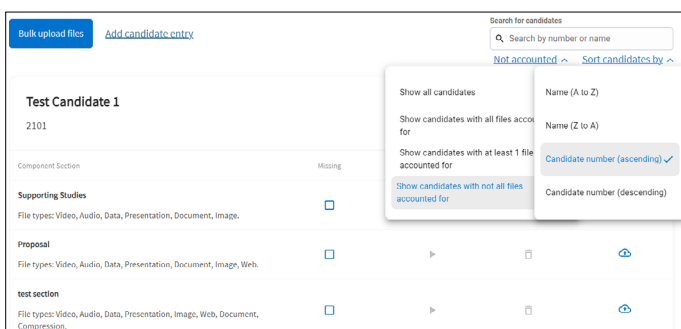 Bulk upload files
Add candidate entry
Search for candidates
Search by number or name
Not accounted
Sort candidates by
Show all candidates
Show candidates with all files accou
for
Show candidates with at least 1 file
accounted for
Show candidates with not all files
accounted for
Name (A to Z)
Name (Z to A)
Candidate number (ascending)
Candidate number (descending)
Test Candidate 1
2101
Component Section
Missing
Supporting Studies
File types: Video, Audio, Data, Presentation, Document, Image.
Proposal
File types: Video, Audio, Data, Presentation, Document, Image, Web.
test section
File types: Video, Audio, Data, Presentation, Image, Web, Document,
Compression.